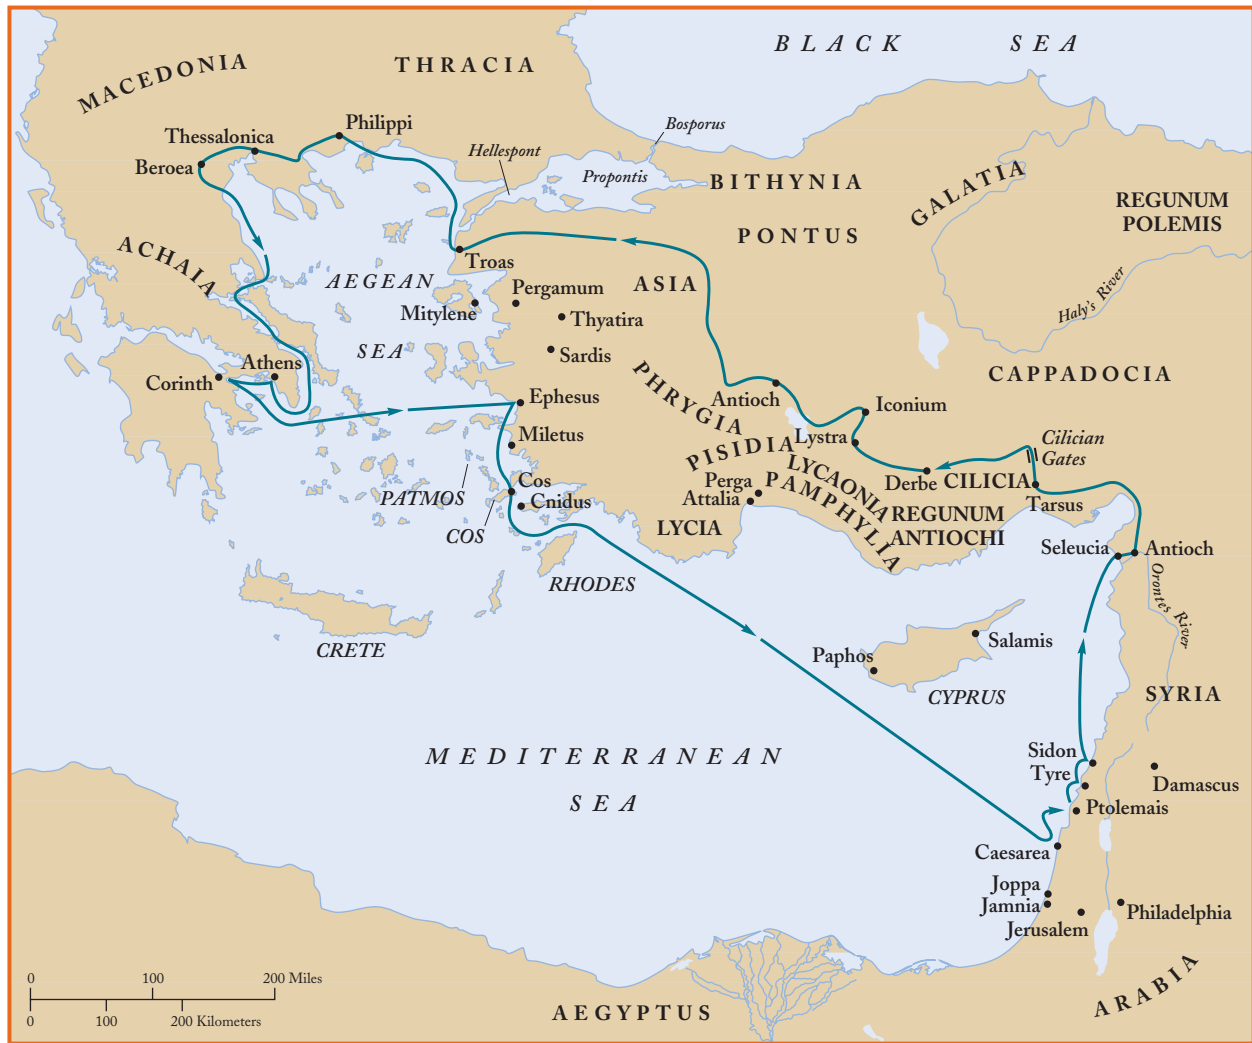 BLACK SEA
MACEDONIA
THRACIA
Thessalonica
Philippi
Beroea
Bosporus
Hellespont
Propontis
BITHYNIA
GALATIA
REGUNUM
POLEMIS
PONTUS
ACHAIA
AEGEAN
SEA
Troas
ASIA
Mitylene
Pergamum
Thyatira
Sardis
Haly's River
Corinth
Athens
Ephesus
Miletus
PHRYGIA
Antioch
Iconium
CAPPADOCIA
PISIDIA
Lystra
LYCAONIA
Derbe
CILICIA
Cilician
Gates
Tarsus
PATMOS
Cos
Cnidus
COS
Perga
Attalia
PAMPHYLIA
LYCIA
REGUNUM
ANTIOCHI
Seleucia
Antioch
Orontes River
RHODES
CRETE
Salamis
Paphos
CYPRUS
SYRIA
MEDITERRANEAN
SEA
Sidon
Tyre
Damascus
Ptolemais
Caesarea
Joppa
Jamnia
Jerusalem
Philadelphia
ARABIA
AEGYPTUS
0 100 200 Miles
0 100 200 Kilometers